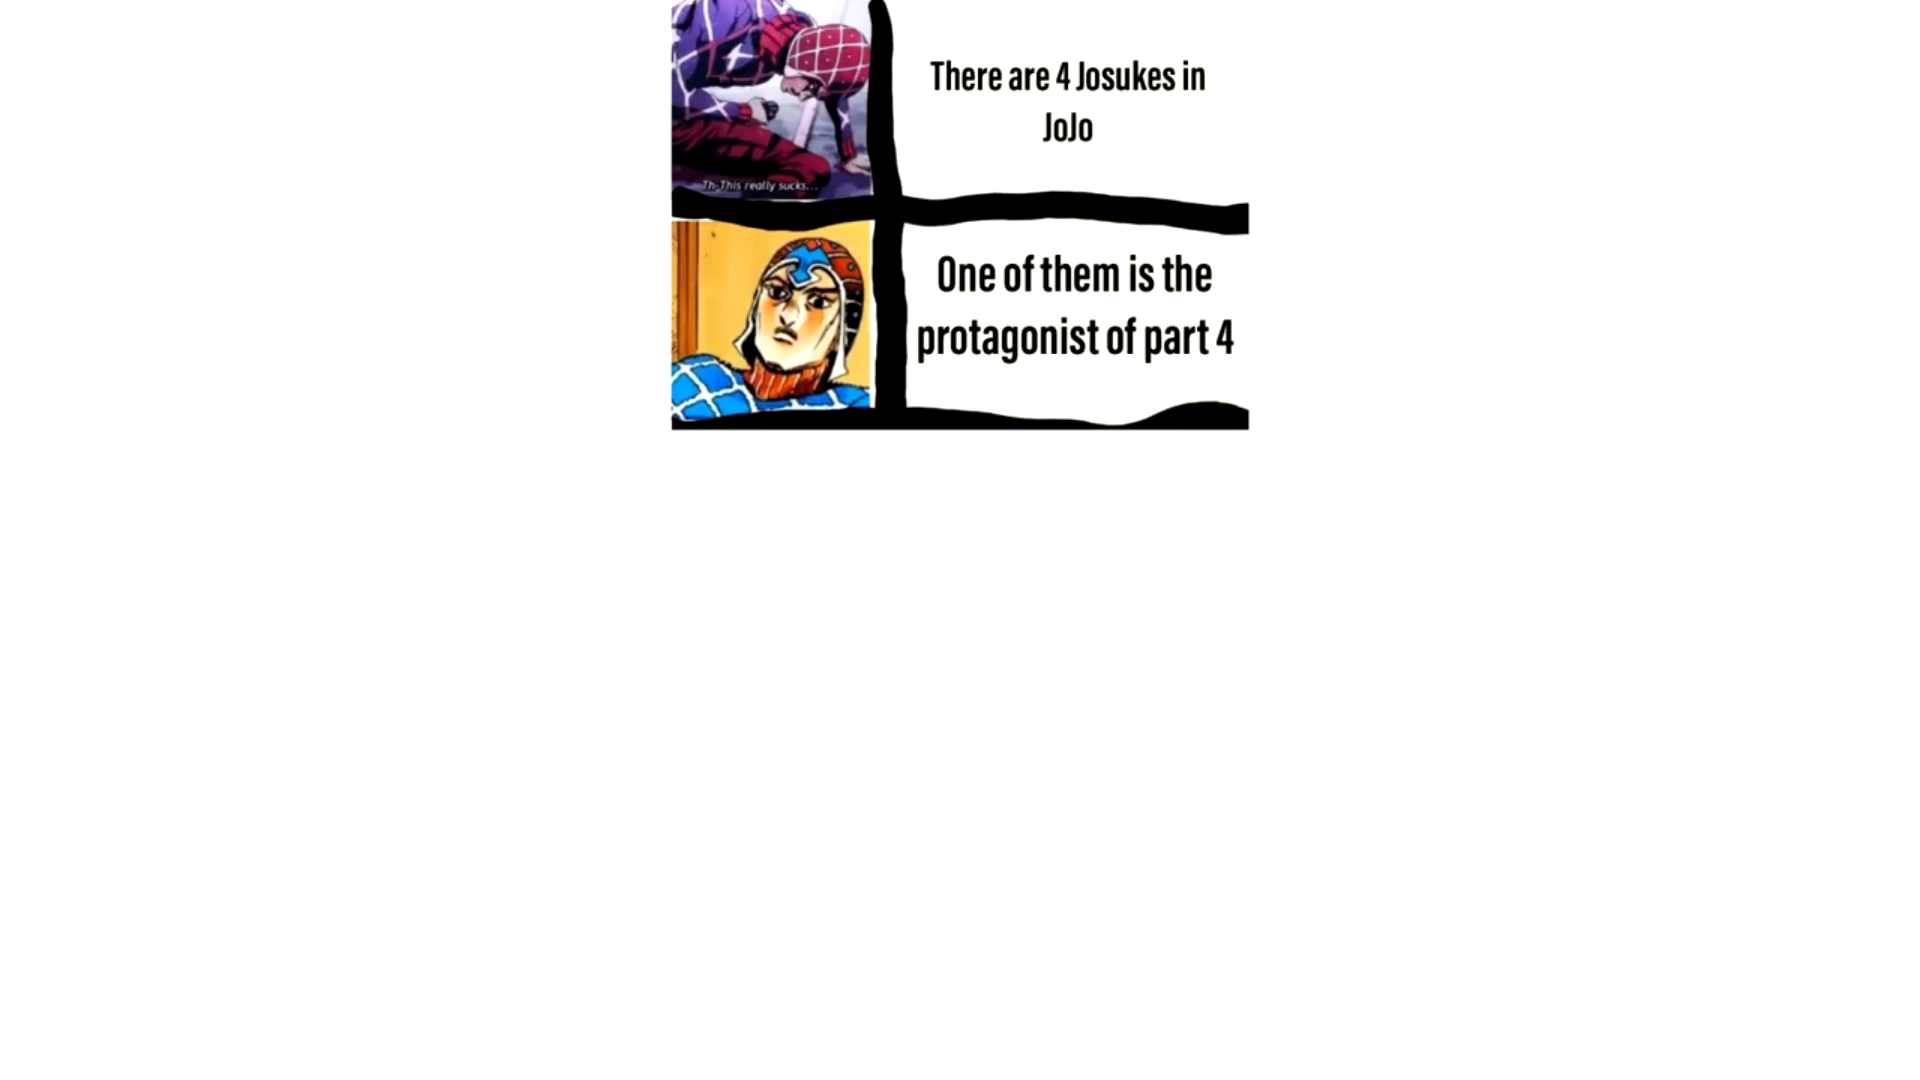 There are 4 Josukes in
JoJo
Th-This really sucks...
One of them is the
protagonist of part 4